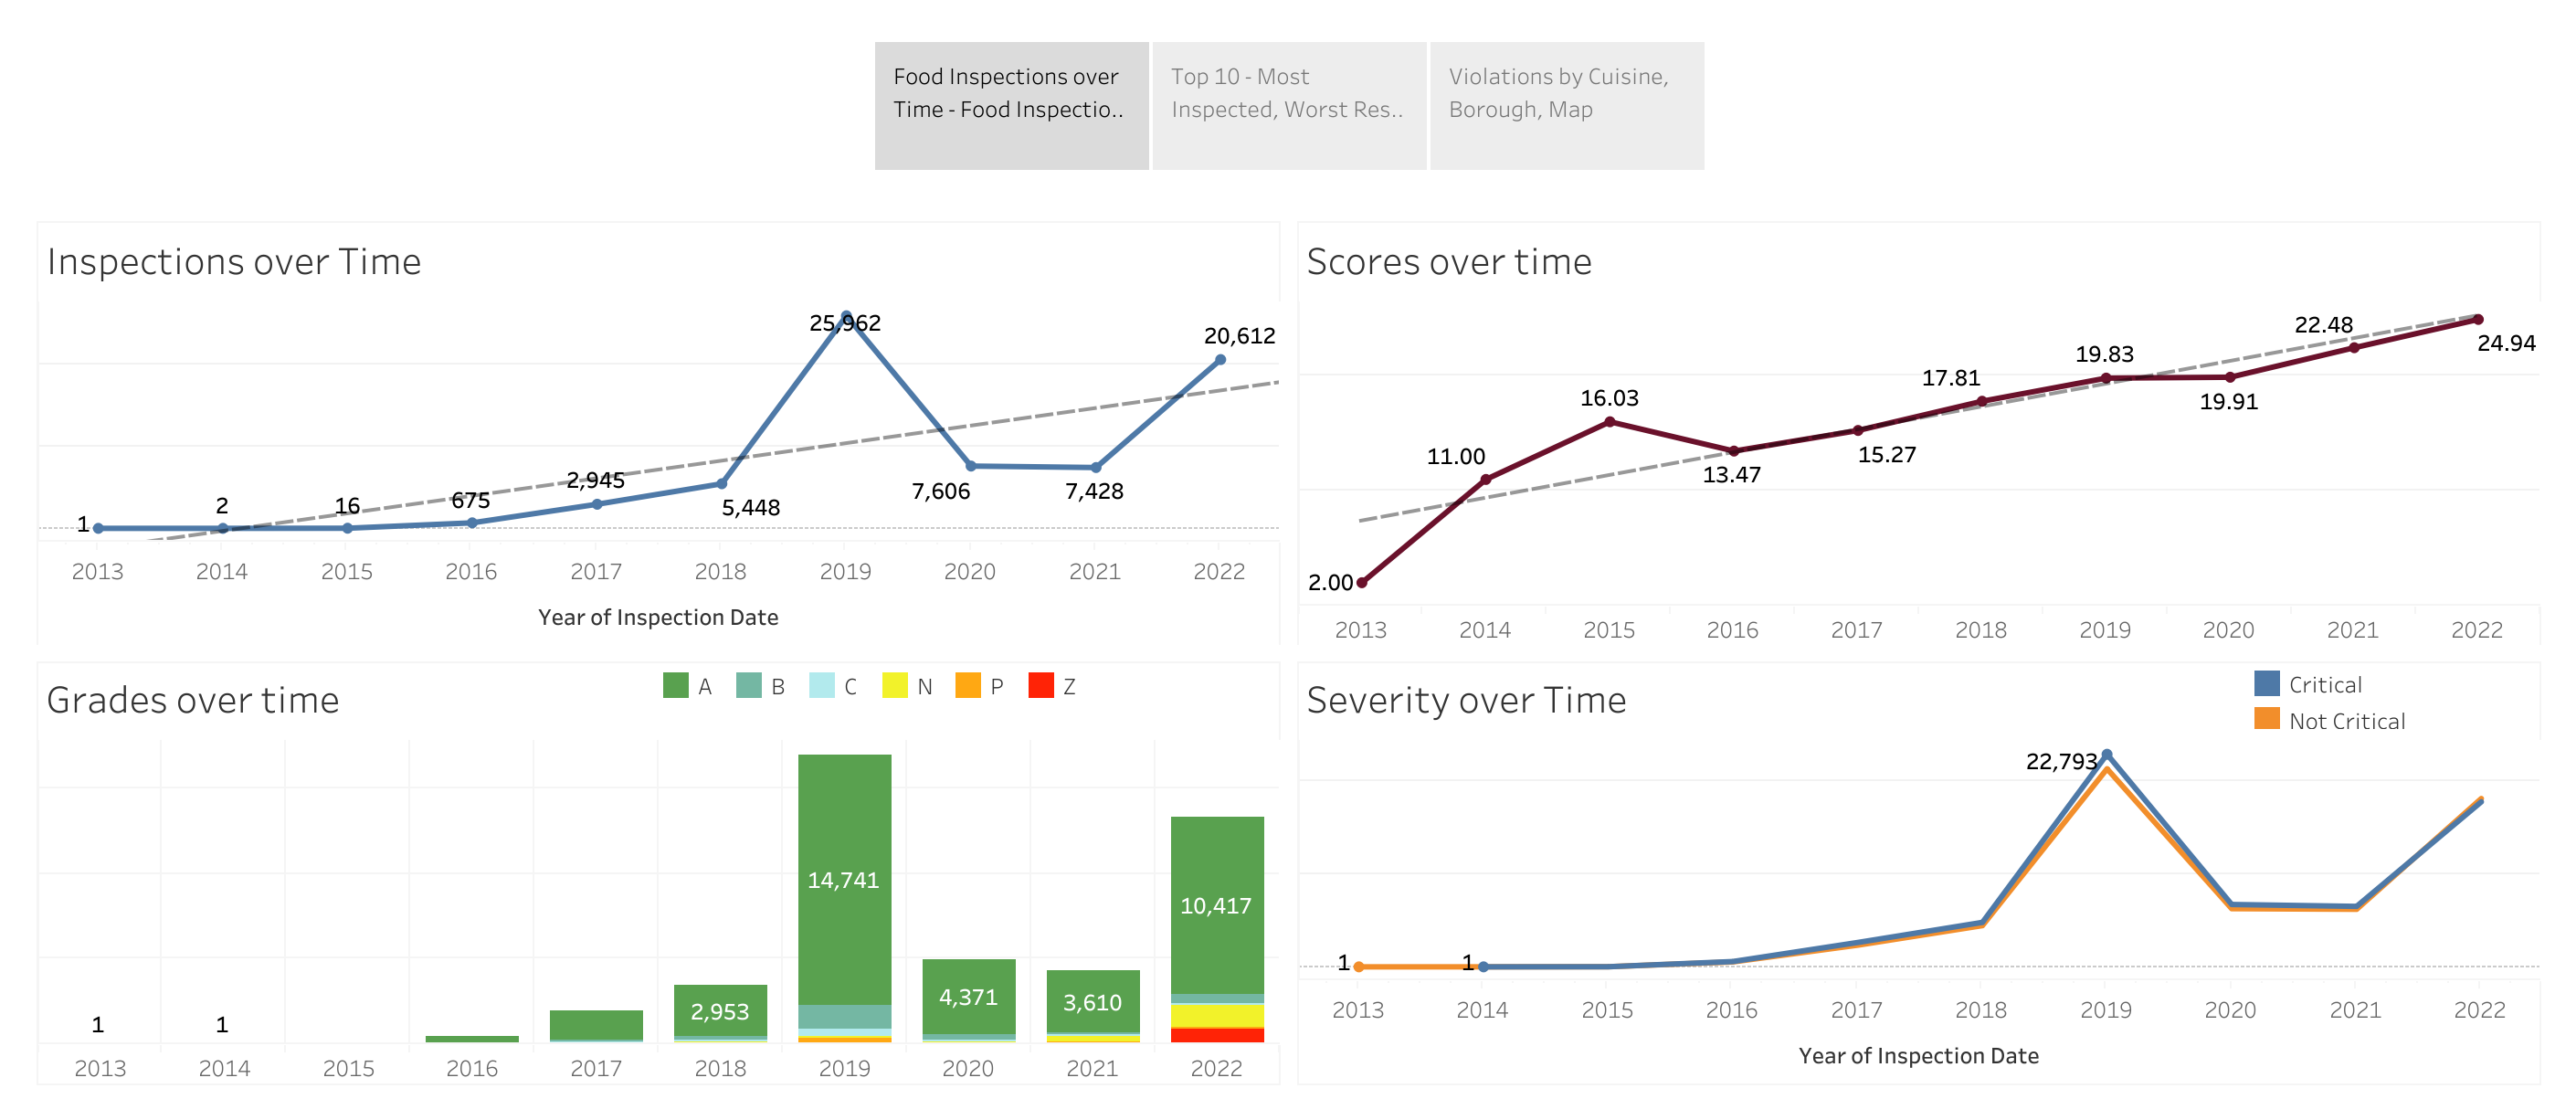 Food Inspections over
Time - Food Inspectio..
Top 10 - Most
Inspected, Worst Res..
Violations by Cuisine,
Borough, Map
Inspections over Time
25,962
20,612
2,945
675
1
2
16
5,448
7,606
7,428
2013 2014 2015 2016 2017 2018 2019 2020 2021 2022
Year of Inspection Date
Scores over time
22.48
24.94
19.83
17.81
16.03
19.91
11.00
15.27
13.47
2.00
2013 2014 2015 2016 2017 2018 2019 2020 2021 2022
Grades over time
A B C N P Z
14,741
10,417
4,371
3,610
2,953
1
1
2013 2014 2015 2016 2017 2018 2019 2020 2021 2022
Severity over Time
Critical
Not Critical
22,793
1
1
2013 2014 2015 2016 2017 2018 2019 2020 2021 2022
Year of Inspection Date